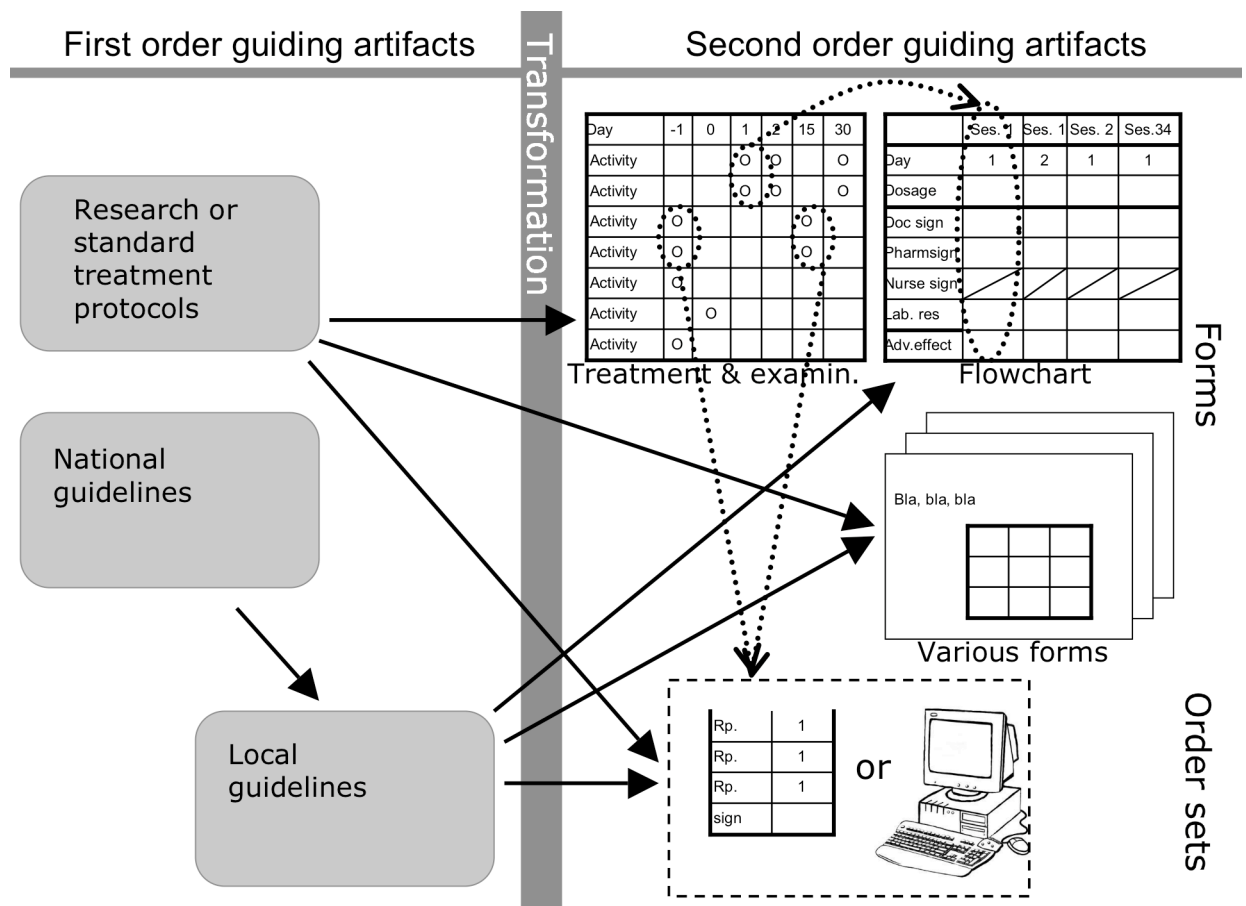 First order guiding artifacts
Transformation
Second order guiding artifacts
Research or
standard
treatment
protocols
National
guidelines
Local
guidelines
Day -1 0 1 2 15 30
Activity O O O
Activity O O O
Activity O O
Activity O O
Activity O
Activity O
Activity O
Treatment & examin.
Ses. 1 Ses. 1 Ses. 2 Ses.34
Day 1 2 1 1
Dosage
Doc sign
Pharmsign
Nurse sign
Lab. res
Adv.effect
Flowchart
Forms
Bla, bla, bla
Various forms
Rp. 1
Rp. 1
Rp. 1
sign
or
Order sets